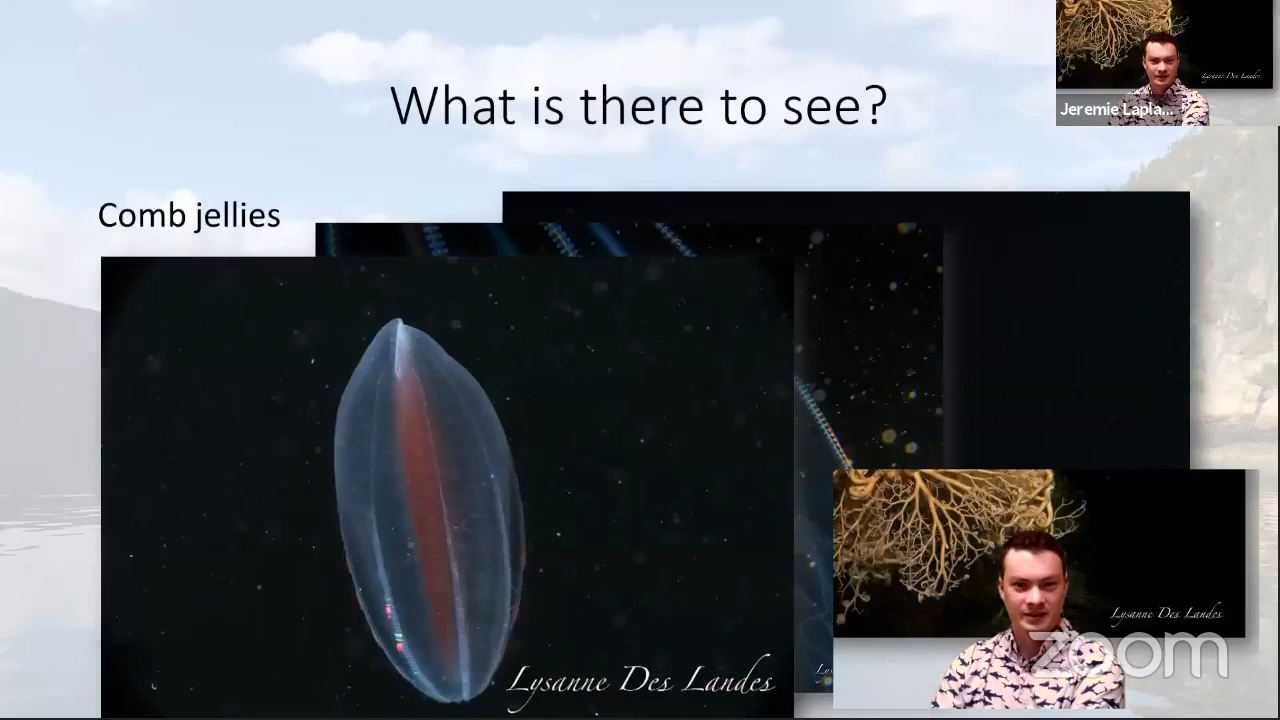 What is there to see?
Lysanne Des Landes
Jeremie Lapla...
Comb jellies
Lysanne Des Landes
Lysanne Des Landes
zoom